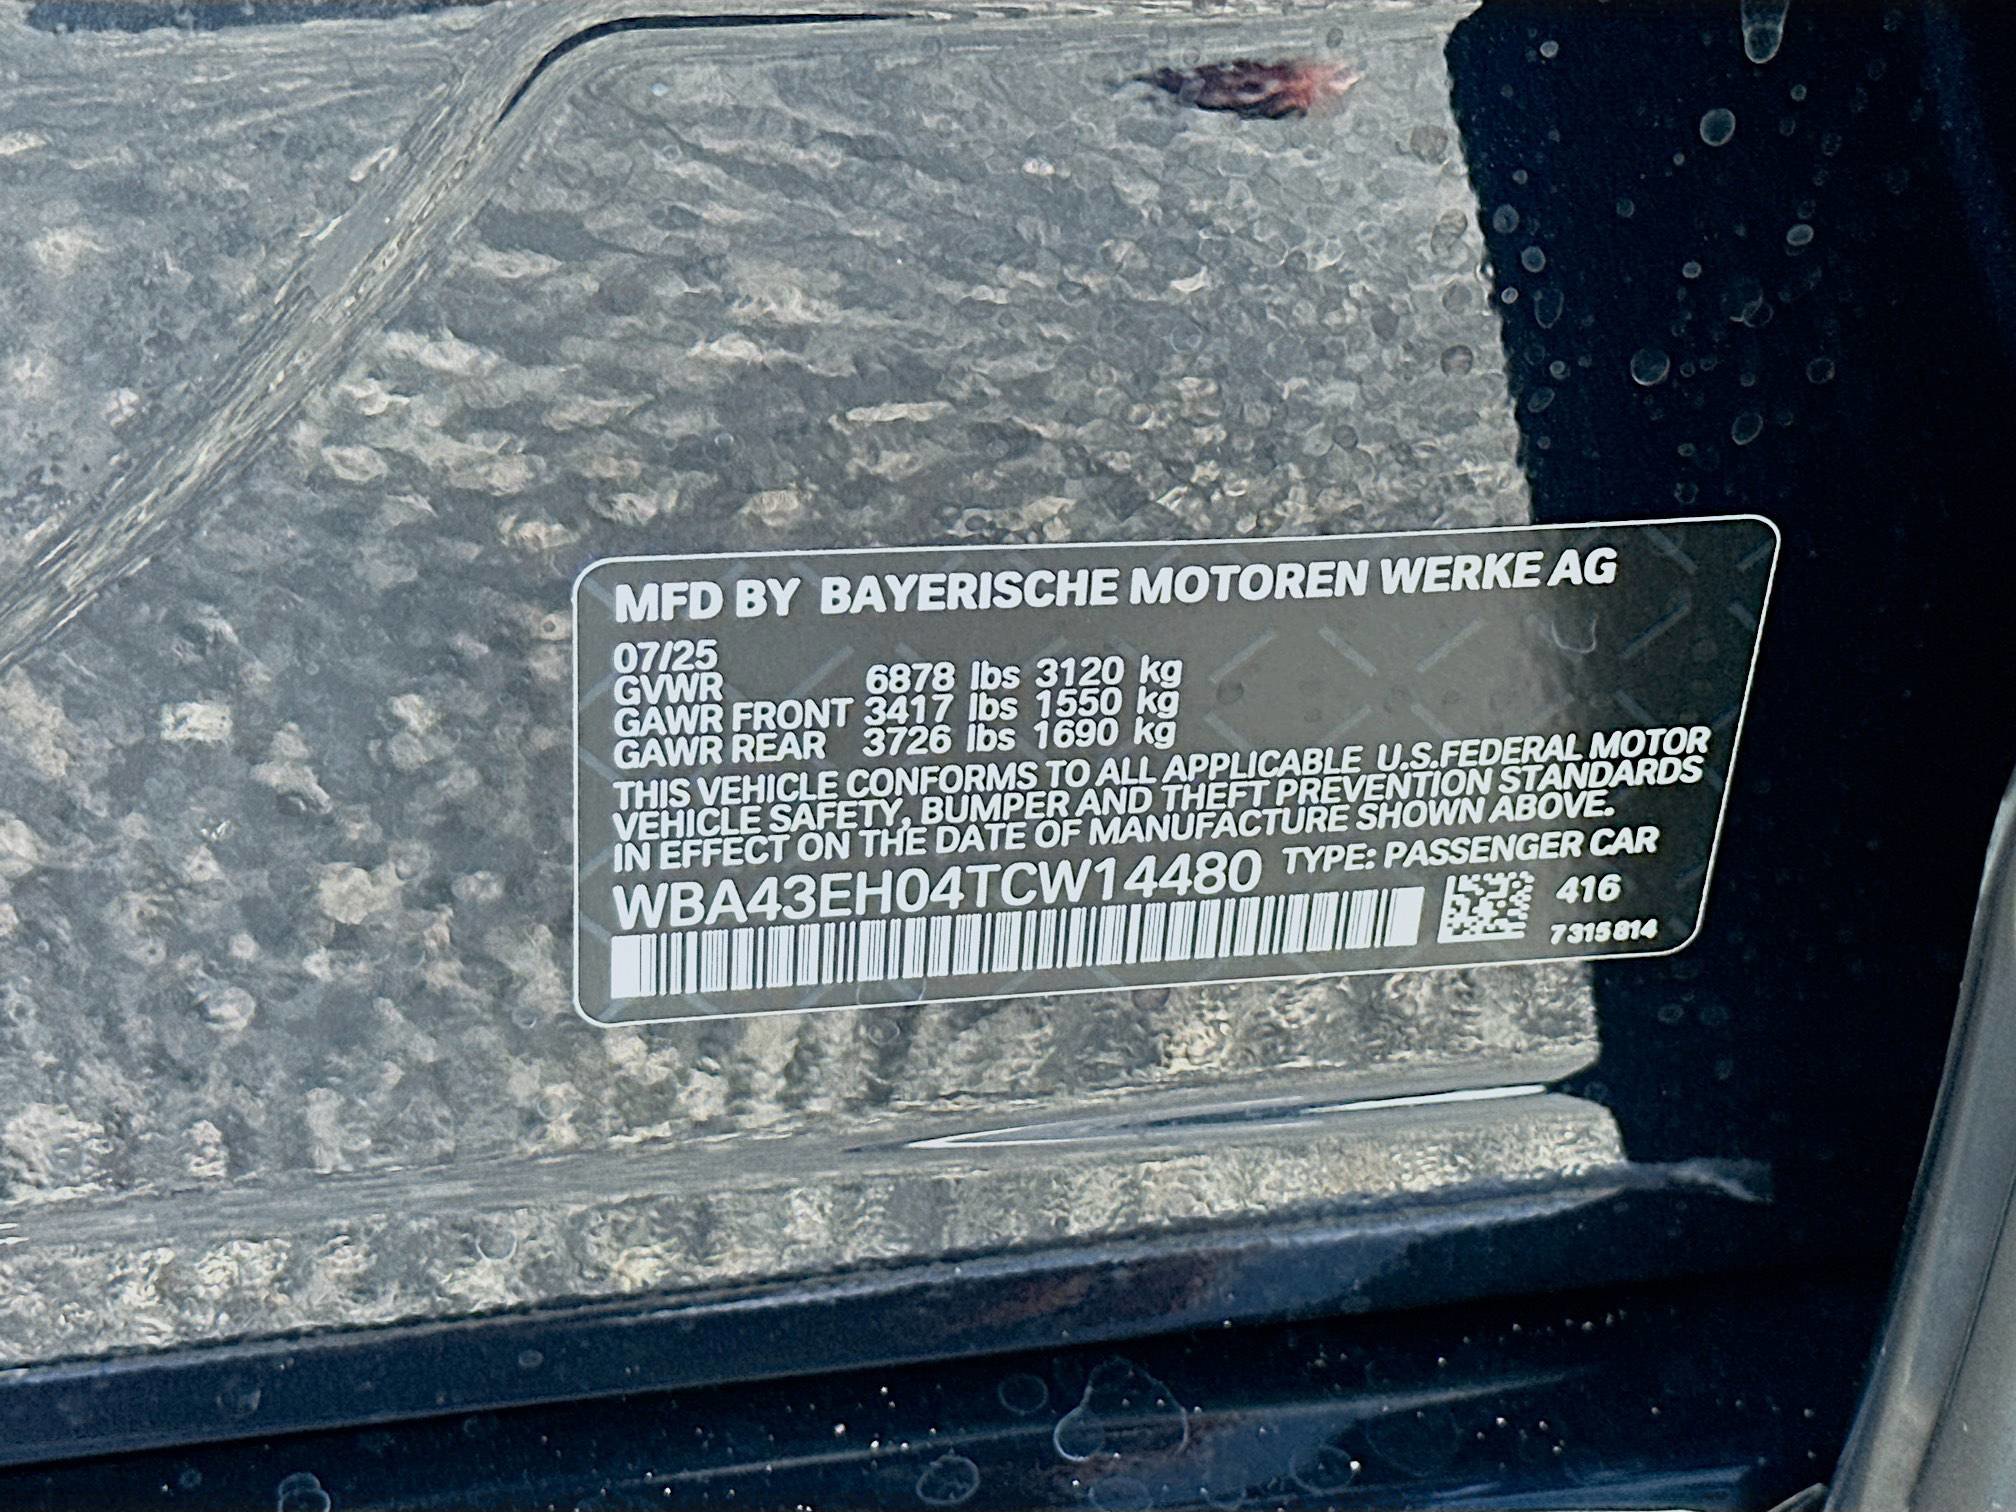 MFD BY BAYERISCHE MOTOREN WERKE AG
07/25
GVWR 6878 lbs 3120 kg
GAWR FRONT 3417 lbs 1550 kg
GAWR REAR 3726 lbs 1690 kg
THIS VEHICLE CONFORMS TO ALL APPLICABLE U.S.FEDERAL MOTOR
VEHICLE SAFETY, BUMPER AND THEFT PREVENTION STANDARDS
IN EFFECT ON THE DATE OF MANUFACTURE SHOWN ABOVE.
WBA43EH04TCW14480 TYPE: PASSENGER CAR
416
7315814